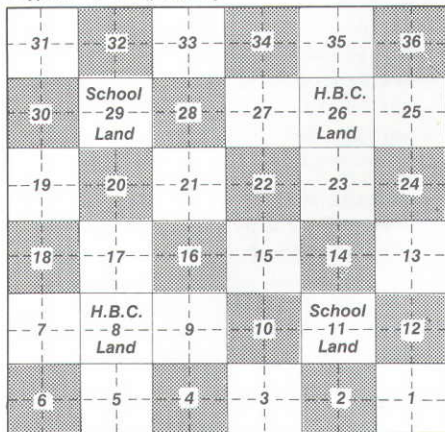 31 32 33 34 35 36
School H.B.C.
30 29 28 27 26 25
Land Land
19 20 21 22 23 24
18 17 16 15 14 13
H.B.C. School
7 8 9 10 11 12
Land Land
6 5 4 3 2 1